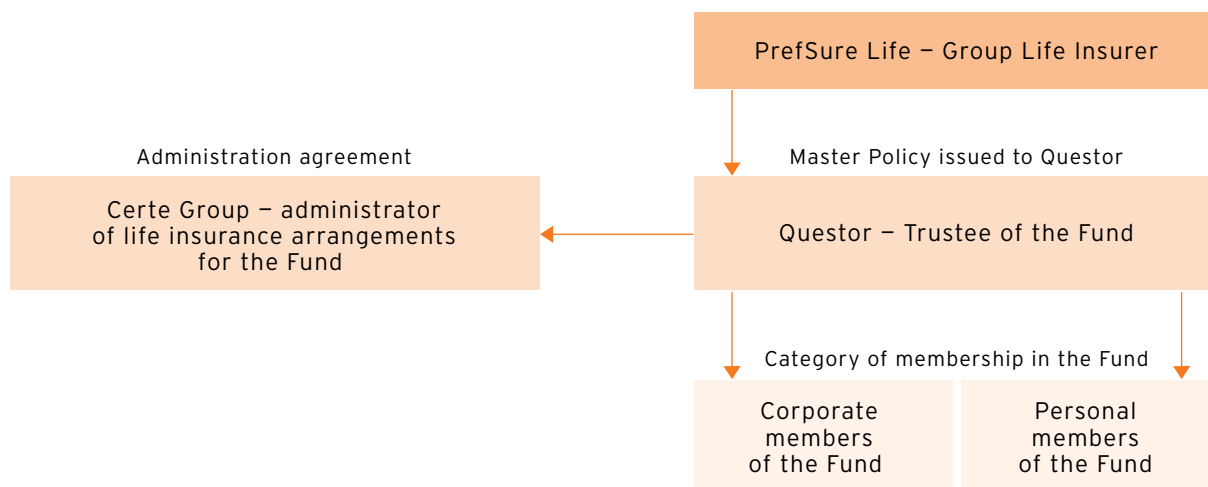 PrefSure Life – Group Life Insurer
Administration agreement
Master Policy issued to Questor
Certe Group – administrator
of life insurance arrangements
for the Fund
Questor – Trustee of the Fund
Category of membership in the Fund
Corporate
members
of the Fund
Personal
members
of the Fund